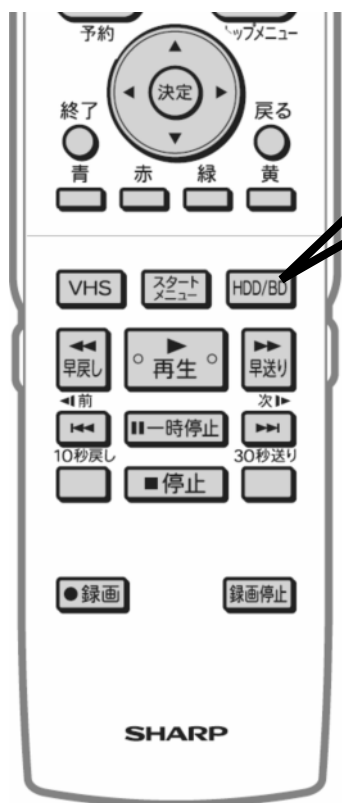 予約
ップメニュー
決定
終了
戻る
青 赤 緑 黄
VHS
スタート
メニュー
HDD/BD
早戻し
再生
早送り
前
次
一時停止
10秒戻し
30秒送り
停止
録画
録画停止
SHARP